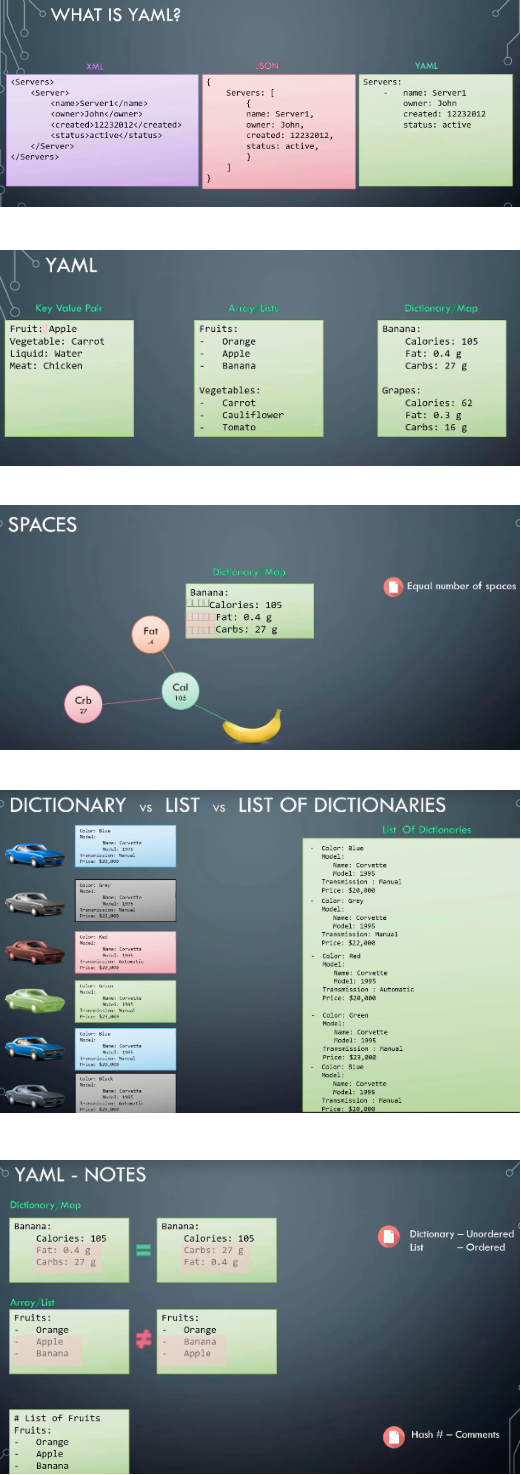 WHAT IS YAML?
XML
<Servers>
<Server>
<name>Server1</name>
<owner>John</owner>
<created>12232012</created>
<status>active</status>
</Server>
</Servers>
JSON
{
Servers: [
{
name: Server1,
owner: John,
created: 12232012,
status: active,
}
]
}
YAML
Servers:
- name: Server1
owner: John
created: 12232012
status: active
YAML
Key Value Pair
Fruit: Apple
Vegetable: Carrot
Liquid: Water
Meat: Chicken
Array/Lists
Fruits:
- Orange
- Apple
- Banana
Vegetables:
- Carrot
- Cauliflower
- Tomato
Dictionary/Map
Banana:
Calories: 105
Fat: 0.4 g
Carbs: 27 g
Grapes:
Calories: 62
Fat: 0.3 g
Carbs: 16 g
SPACES
Dictionary/Map
Banana:
Calories: 105
Fat: 0.4 g
Carbs: 27 g
Equal number of spaces
Fat
.4
Cal
105
Crb
27
DICTIONARY vs LIST vs LIST OF DICTIONARIES
Color: Blue
Model:
Name: Corvette
Model: 1995
Transmission: Manual
Price: $20,000
Color: Grey
Model:
Name: Corvette
Model: 1995
Transmission: Manual
Price: $22,000
Color: Red
Model:
Name: Corvette
Model: 1995
Transmission: Automatic
Price: $20,000
Color: Green
Model:
Name: Corvette
Model: 1995
Transmission: Manual
Price: $23,000
Color: Blue
Model:
Name: Corvette
Model: 1995
Transmission: Manual
Price: $20,000
Color: Black
Model:
Name: Corvette
Model: 1995
Transmission: Automatic
List Of Dictionaries
- Color: Blue
Model:
Name: Corvette
Model: 1995
Transmission : Manual
Price: $20,000
- Color: Grey
Model:
Name: Corvette
Model: 1995
Transmission: Manual
Price: $22,000
- Color: Red
Model:
Name: Corvette
Model: 1995
Transmission : Automatic
Price: $20,000
- Color: Green
Model:
Name: Corvette
Model: 1995
Transmission : Manual
Price: $23,000
- Color: Blue
Model:
Name: Corvette
Model: 1995
Transmission : Manual
Price: $20,000
YAML - NOTES
Dictionary/Map
Banana:
Calories: 105
Fat: 0.4 g
Carbs: 27 g
=
Banana:
Calories: 105
Carbs: 27 g
Fat: 0.4 g
Dictionary – Unordered
List – Ordered
Array/List
Fruits:
- Orange
- Apple
- Banana
≠
Fruits:
- Orange
- Banana
- Apple
# List of Fruits
Fruits:
- Orange
- Apple
- Banana
Hash # – Comments